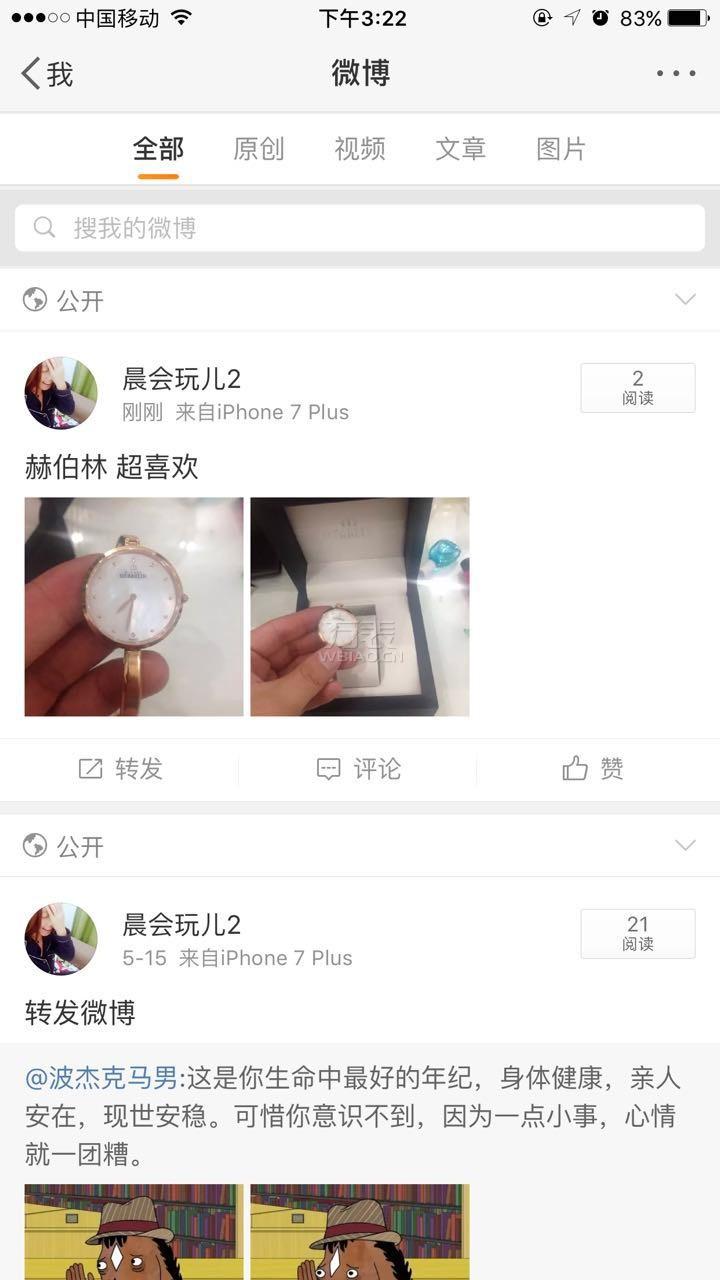 中国移动
下午3:22
83%
我
微博
全部 原创 视频 文章 图片
搜我的微博
公开
晨会玩儿2
2
阅读
刚刚 来自iPhone 7 Plus
赫伯林 超喜欢
万表
WBIAO.CN
转发 评论 赞
公开
晨会玩儿2
21
阅读
5-15 来自iPhone 7 Plus
转发微博
@波杰克马男:这是你生命中最好的年纪，身体健康，亲人
安在，现世安稳。可惜你意识不到，因为一点小事，心情
就一团糟。